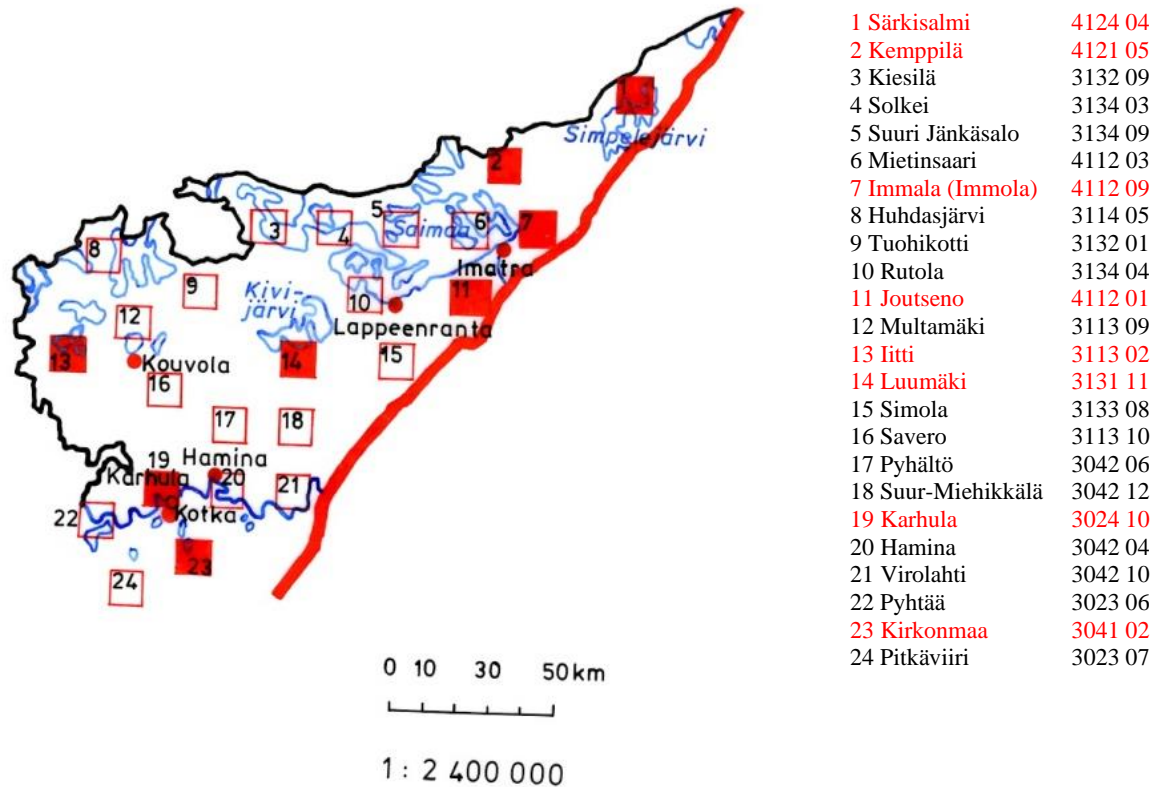 1 Särkisalmi 4124 04
2 Kemppilä 4121 05
3 Kiesilä 3132 09
4 Solkei 3134 03
5 Suuri Jänkäsalo 3134 09
6 Mietinsaari 4112 03
7 Immala (Immola) 4112 09
8 Huhdasjärvi 3114 05
9 Tuohikotti 3132 01
10 Rutola 3134 04
11 Joutseno 4112 01
12 Multamäki 3113 09
13 Iitti 3113 02
14 Luumäki 3131 11
15 Simola 3133 08
16 Savero 3113 10
17 Pyhältö 3042 06
18 Suur-Miehikkälä 3042 12
19 Karhula 3024 10
20 Hamina 3042 04
21 Virolahti 3042 10
22 Pyhtää 3023 06
23 Kirkonmaa 3041 02
24 Pitkäviiri 3023 07
1
Simpelejärvi
2
3
4
5
Saimaa
6
7
8
Imatra
9
Kivi-
järvi
10
11
Lappeenranta
12
13
Kouvola
14
15
16
17
18
19
Hamina
Karhula
20
21
22
Kotka
23
24
0 10 30 50 km
1 : 2 400 000